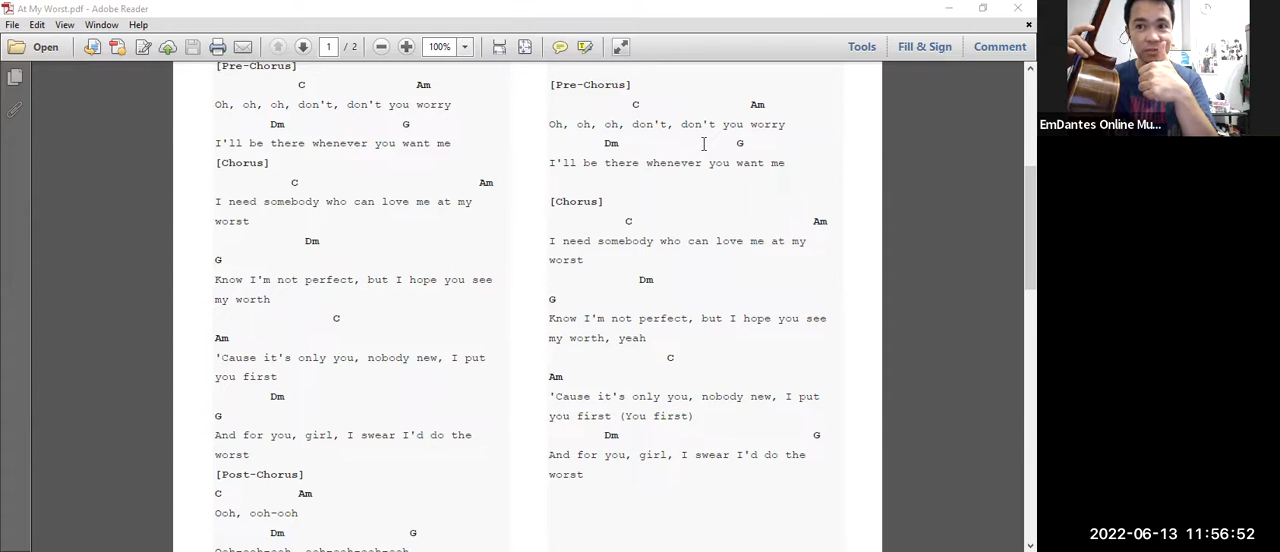 At My Worst.pdf - Adobe Reader
File Edit View Window Help
Open 1 / 2 100% Tools Fill & Sign Comment
[Pre-Chorus]
C Am
Oh, oh, oh, don't, don't you worry
Dm G
I'll be there whenever you want me
[Chorus]
C Am
I need somebody who can love me at my
worst
Dm
G
Know I'm not perfect, but I hope you see
my worth
C
Am
'Cause it's only you, nobody new, I put
you first
Dm
G
And for you, girl, I swear I'd do the
worst
[Post-Chorus]
C Am
Ooh, ooh-ooh
Dm G
Ooh-ooh-ooh, ooh-ooh-ooh-ooh
[Pre-Chorus]
C Am
Oh, oh, oh, don't, don't you worry
Dm G
I'll be there whenever you want me
[Chorus]
C Am
I need somebody who can love me at my
worst
Dm
G
Know I'm not perfect, but I hope you see
my worth, yeah
C
Am
'Cause it's only you, nobody new, I put
you first (You first)
Dm G
And for you, girl, I swear I'd do the
worst
EmDantes Online Mu...
2022-06-13 11:56:52